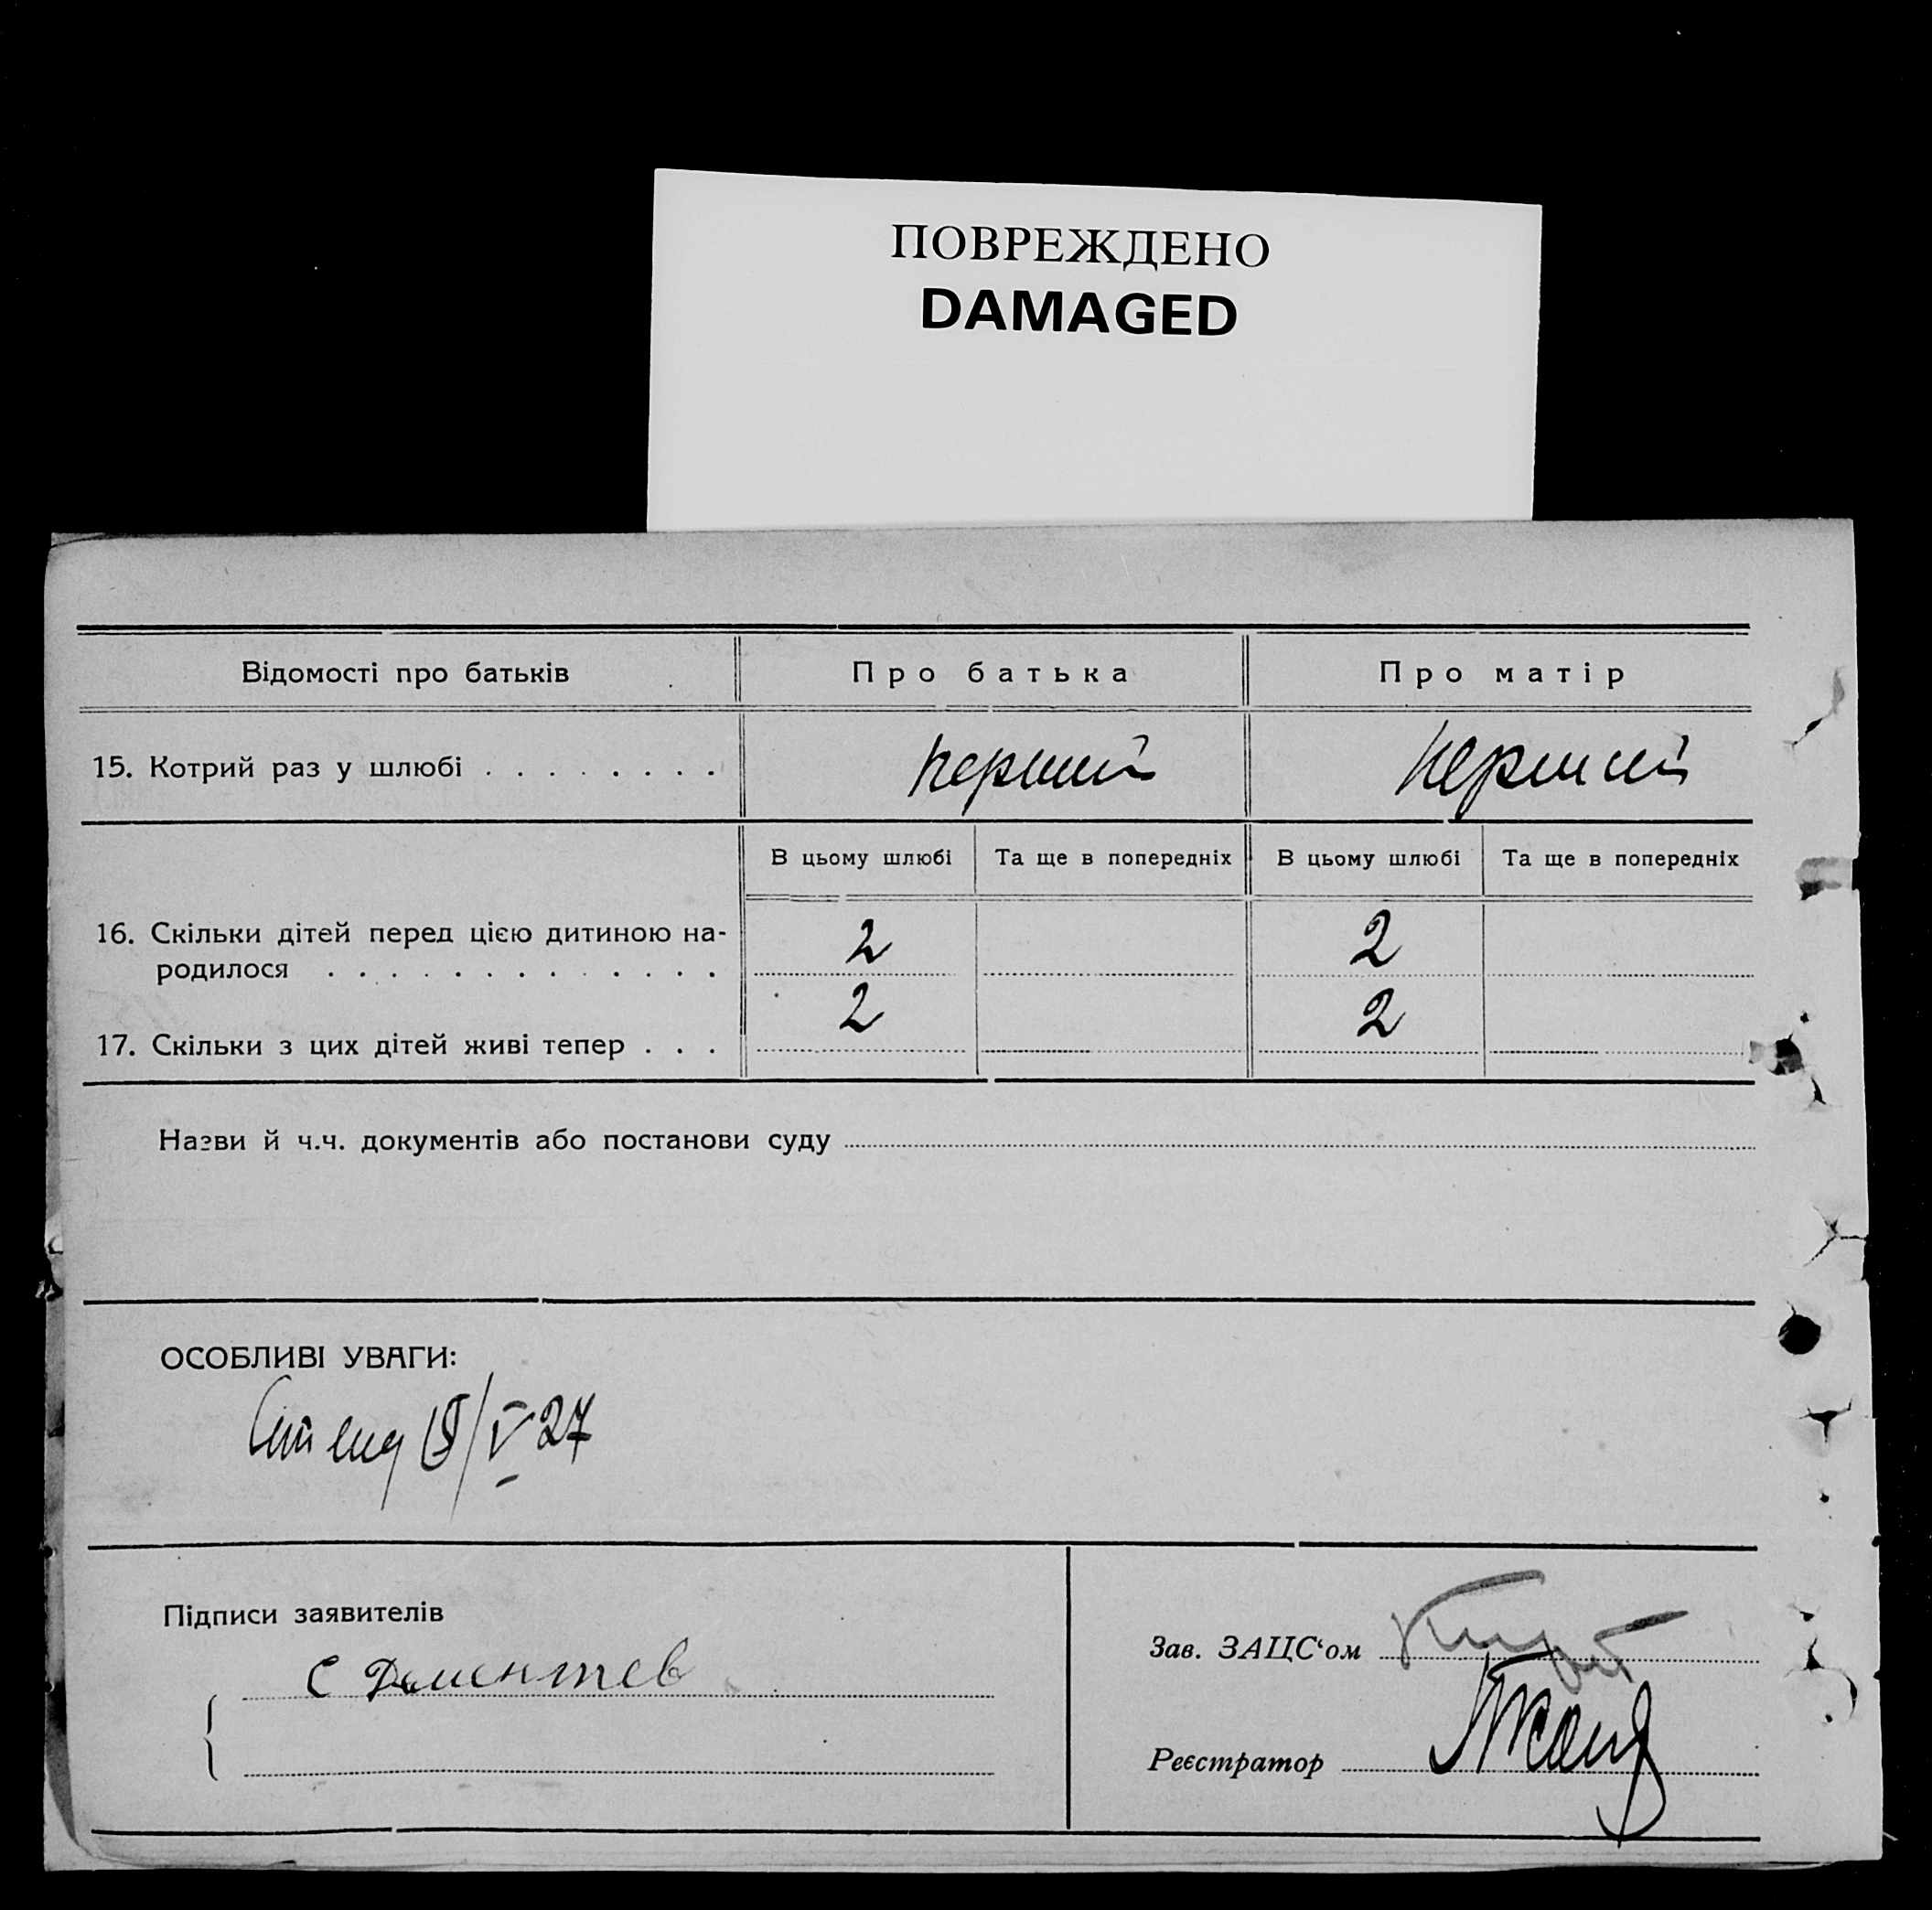 ПОВРЕЖДЕНО
DAMAGED
Відомості про батьків Про батька Про матір
15. Котрий раз у шлюбі . . . . . . . . перший перший
В цьому шлюбі Та ще в попередніх В цьому шлюбі Та ще в попередніх
16. Скільки дітей перед цією дитиною на-
родилося . . . . . . . . . . . . . 2 2
17. Скільки з цих дітей живі тепер . . . 2 2
Назви й ч.ч. документів або постанови суду
ОСОБЛИВІ УВАГИ:
V 27
Підписи заявителів
С Дементев
Зав. ЗАЦС‘ом
Реєстратор